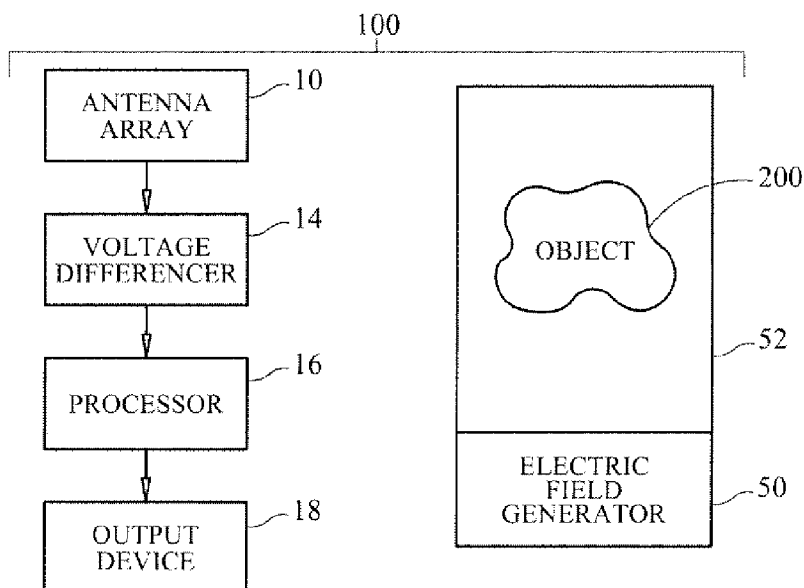 100
ANTENNA
ARRAY
10
VOLTAGE
DIFFERENCER
14
PROCESSOR
16
OUTPUT
DEVICE
18
OBJECT
200
52
ELECTRIC
FIELD
GENERATOR
50